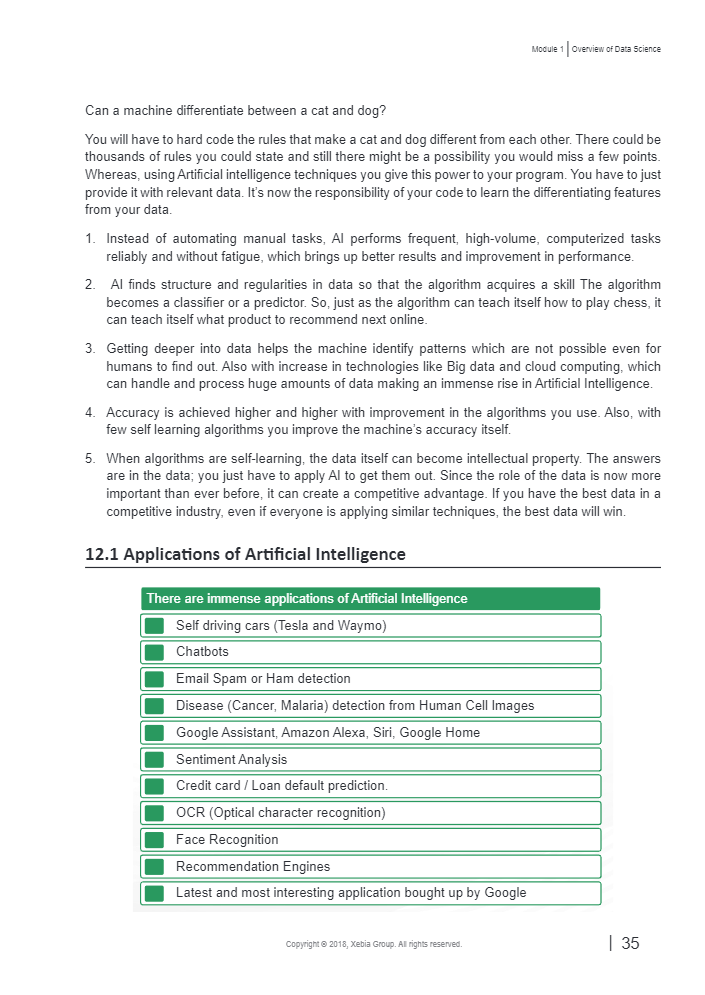 Module 1 | Overview of Data Science
Can a machine differentiate between a cat and dog?
You will have to hard code the rules that make a cat and dog different from each other. There could be
thousands of rules you could state and still there might be a possibility you would miss a few points.
Whereas, using Artificial intelligence techniques you give this power to your program. You have to just
provide it with relevant data. It's now the responsibility of your code to learn the differentiating features
from your data.
1. Instead of automating manual tasks, AI performs frequent, high-volume, computerized tasks
reliably and without fatigue, which brings up better results and improvement in performance.
2. AI finds structure and regularities in data so that the algorithm acquires a skill The algorithm
becomes a classifier or a predictor. So, just as the algorithm can teach itself how to play chess, it
can teach itself what product to recommend next online.
3. Getting deeper into data helps the machine identify patterns which are not possible even for
humans to find out. Also with increase in technologies like Big data and cloud computing, which
can handle and process huge amounts of data making an immense rise in Artificial Intelligence.
4. Accuracy is achieved higher and higher with improvement in the algorithms you use. Also, with
few self learning algorithms you improve the machine's accuracy itself.
5. When algorithms are self-learning, the data itself can become intellectual property. The answers
are in the data; you just have to apply AI to get them out. Since the role of the data is now more
important than ever before, it can create a competitive advantage. If you have the best data in a
competitive industry, even if everyone is applying similar techniques, the best data will win.
12.1 Applications of Artificial Intelligence
There are immense applications of Artificial Intelligence
Self driving cars (Tesla and Waymo)
Chatbots
Email Spam or Ham detection
Disease (Cancer, Malaria) detection from Human Cell Images
Google Assistant, Amazon Alexa, Siri, Google Home
Sentiment Analysis
Credit card / Loan default prediction.
OCR (Optical character recognition)
Face Recognition
Recommendation Engines
Latest and most interesting application bought up by Google
Copyright © 2018, Xebia Group. All rights reserved.
| 35